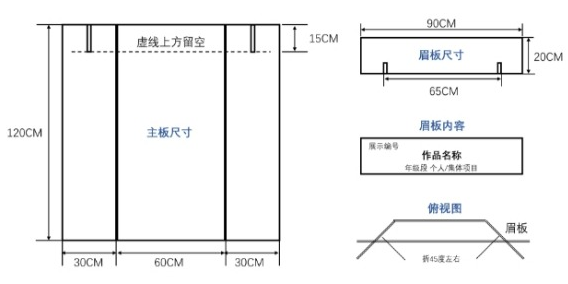 虚线上方留空
15CM
120CM
主板尺寸
30CM
60CM
30CM
90CM
眉板尺寸
20CM
65CM
眉板内容
展示编号
作品名称
年级段 个人/集体项目
俯视图
眉板
折45度左右